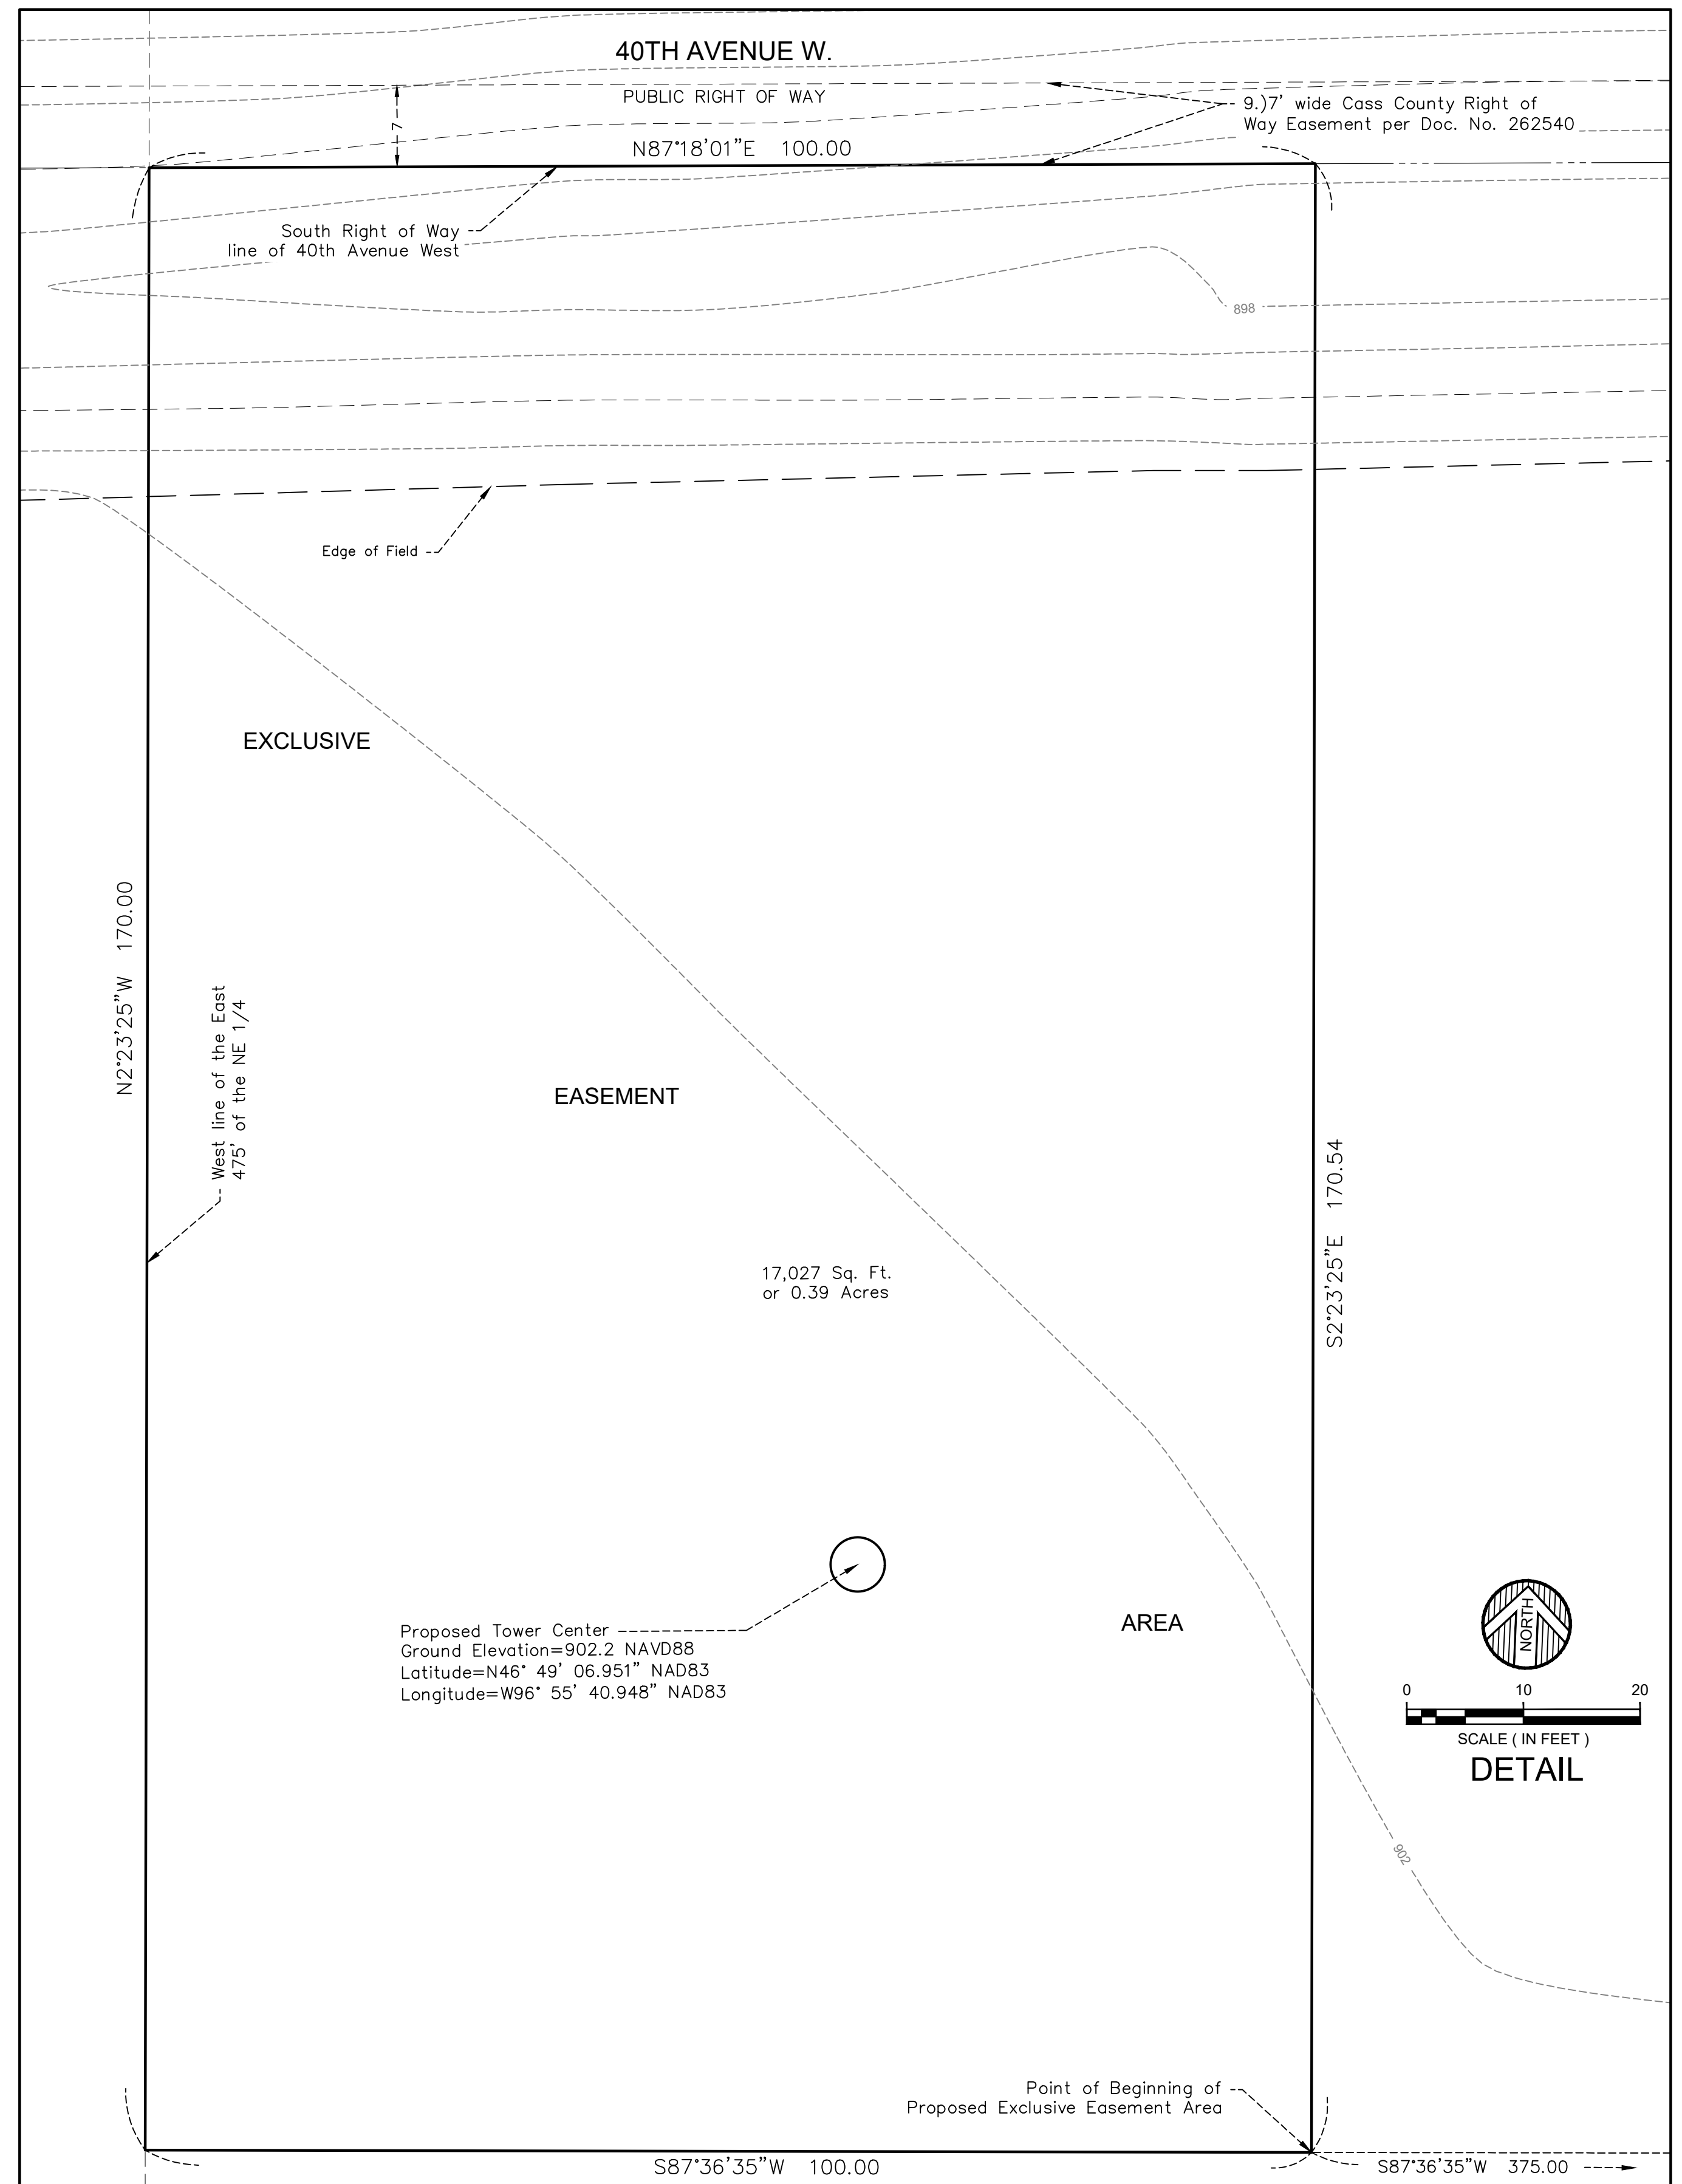 40TH AVENUE W.
PUBLIC RIGHT OF WAY
7
9.)7' wide Cass County Right of
Way Easement per Doc. No. 262540
N87°18'01"E 100.00
South Right of Way
line of 40th Avenue West
898
Edge of Field
EXCLUSIVE
N2°23'25"W 170.00
West line of the East
475' of the NE 1/4
EASEMENT
S2°23'25"E 170.54
17,027 Sq. Ft.
or 0.39 Acres
Proposed Tower Center
Ground Elevation=902.2 NAVD88
Latitude=N46° 49' 06.951" NAD83
Longitude=W96° 55' 40.948" NAD83
AREA
NORTH
0 10 20
SCALE ( IN FEET )
DETAIL
902
Point of Beginning of
Proposed Exclusive Easement Area
S87°36'35"W 100.00
S87°36'35"W 375.00